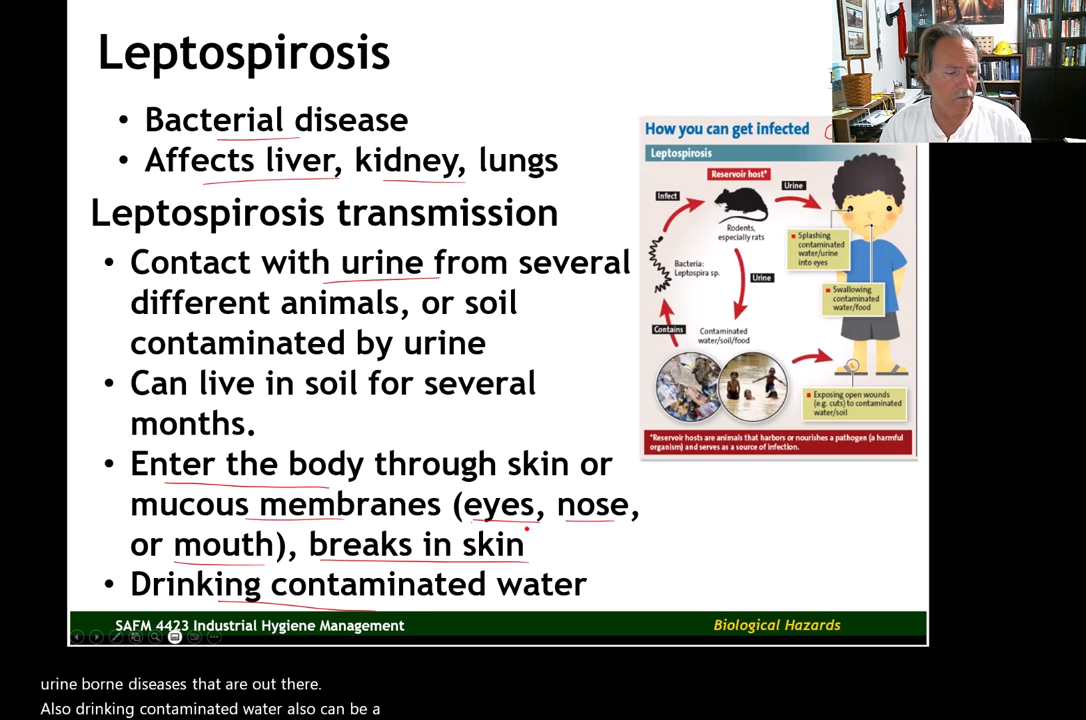 Leptospirosis
• Bacterial disease
• Affects liver, kidney, lungs
Leptospirosis transmission
• Contact with urine from several
different animals, or soil
contaminated by urine
• Can live in soil for several
months.
• Enter the body through skin or
mucous membranes (eyes, nose,
or mouth), breaks in skin
• Drinking contaminated water
How you can get infected
Leptospirosis
Reservoir host*
Infect
Urine
Rodents,
especially rats
Bacteria:
Leptospira sp.
Urine
Contains
Contaminated
water/soil/food
Splashing
contaminated
water/urine
into eyes
Swallowing
contaminated
water/food
Exposing open wounds
(e.g. cuts) to contaminated
water/soil
*Reservoir hosts are animals that harbors or nourishes a pathogen (a harmful
organism) and serves as a source of infection.
SAFM 4423 Industrial Hygiene Management
Biological Hazards
urine borne diseases that are out there.
Also drinking contaminated water also can be a